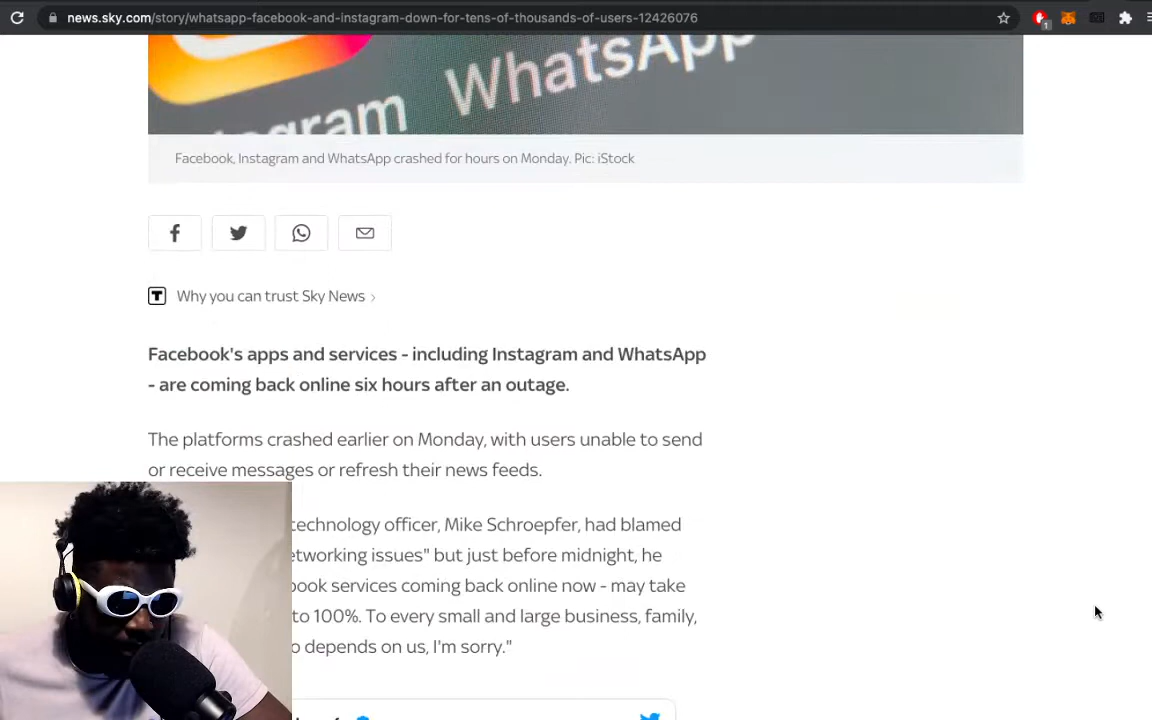 news.sky.com/story/whatsapp-facebook-and-instagram-down-for-tens-of-thousands-of-users-12426076
1
WhatsApp
Facebook, Instagram and WhatsApp crashed for hours on Monday. Pic: iStock
T Why you can trust Sky News
Facebook's apps and services - including Instagram and WhatsApp
- are coming back online six hours after an outage.
The platforms crashed earlier on Monday, with users unable to send
or receive messages or refresh their news feeds.
technology officer, Mike Schroepfer, had blamed
issues" but just before midnight, he
services coming back online now - may take
to 100%. To every small and large business, family,
depends on us, I'm sorry."